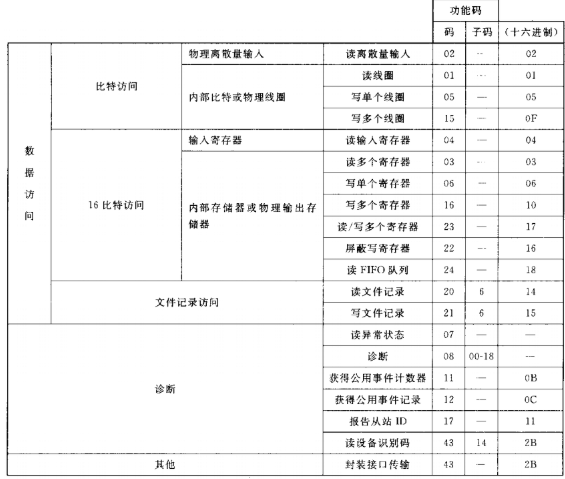 功能码
码 子码 (十六进制)
数据访问 比特访问 物理离散量输入 读离散量输入 02 — 02
内部比特或物理线圈 读线圈 01 — 01
写单个线圈 05 — 05
写多个线圈 15 — 0F
16 比特访问 输入寄存器 读输入寄存器 04 — 04
内部存储器或物理输出存储器 读多个寄存器 03 — 03
写单个寄存器 06 — 06
写多个寄存器 16 — 10
读/写多个寄存器 23 — 17
屏蔽写寄存器 22 — 16
读 FIFO 队列 24 — 18
文件记录访问 读文件记录 20 6 14
写文件记录 21 6 15
诊断 读异常状态 07 — —
诊断 08 00-18 —
获得公用事件计数器 11 — 0B
获得公用事件记录 12 — 0C
报告从站 ID 17 — 11
读设备识别码 43 14 2B
其他 封装接口传输 43 — 2B